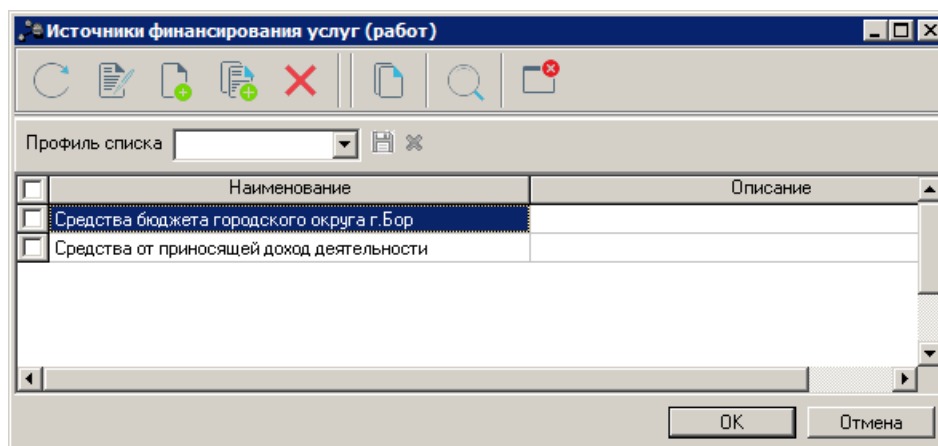 Источники финансирования услуг (работ)
Профиль списка
Наименование Описание
Средства бюджета городского округа г.Бор
Средства от приносящей доход деятельности
OK Отмена